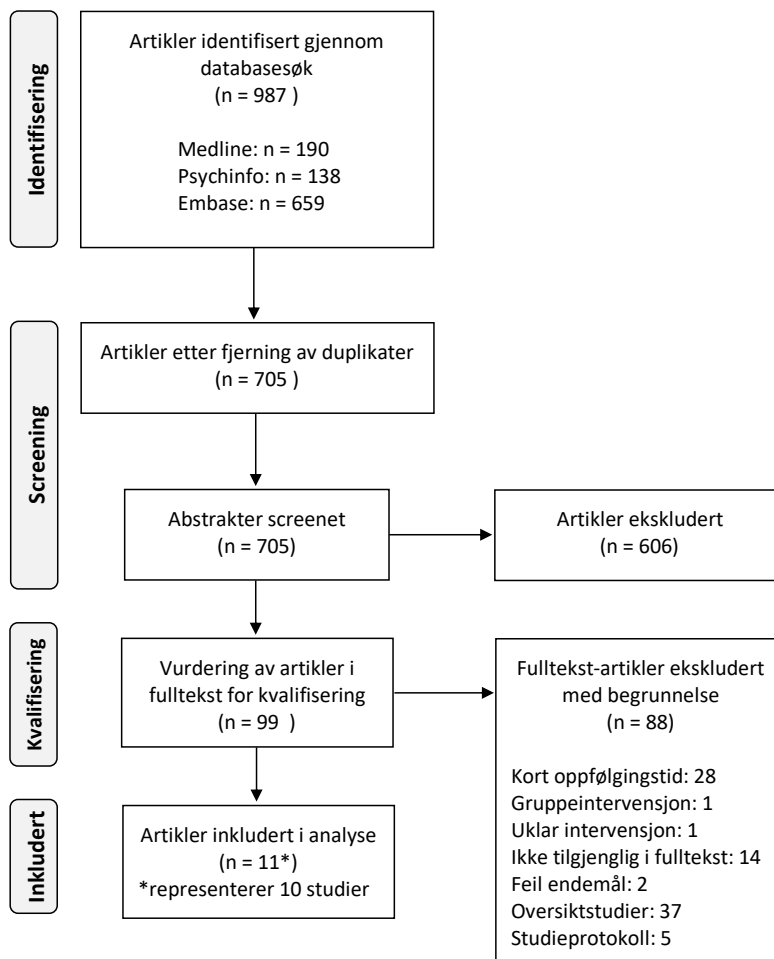 Identifisering
Artikler identifisert gjennom
databasesøk
(n = 987 )
Medline: n = 190
Psychinfo: n = 138
Embase: n = 659
Screening
Artikler etter fjerning av duplikater
(n = 705 )
Abstrakter screenet
(n = 705)
Artikler ekskludert
(n = 606)
Kvalifisering
Vurdering av artikler i
fulltekst for kvalifisering
(n = 99 )
Fulltekst-artikler ekskludert
med begrunnelse
(n = 88)
Kort oppfølgingstid: 28
Gruppeintervensjon: 1
Uklar intervensjon: 1
Ikke tilgjenglig i fulltekst: 14
Feil endemål: 2
Oversiktstudier: 37
Studieprotokoll: 5
Inkludert
Artikler inkludert i analyse
(n = 11*)
*representerer 10 studier